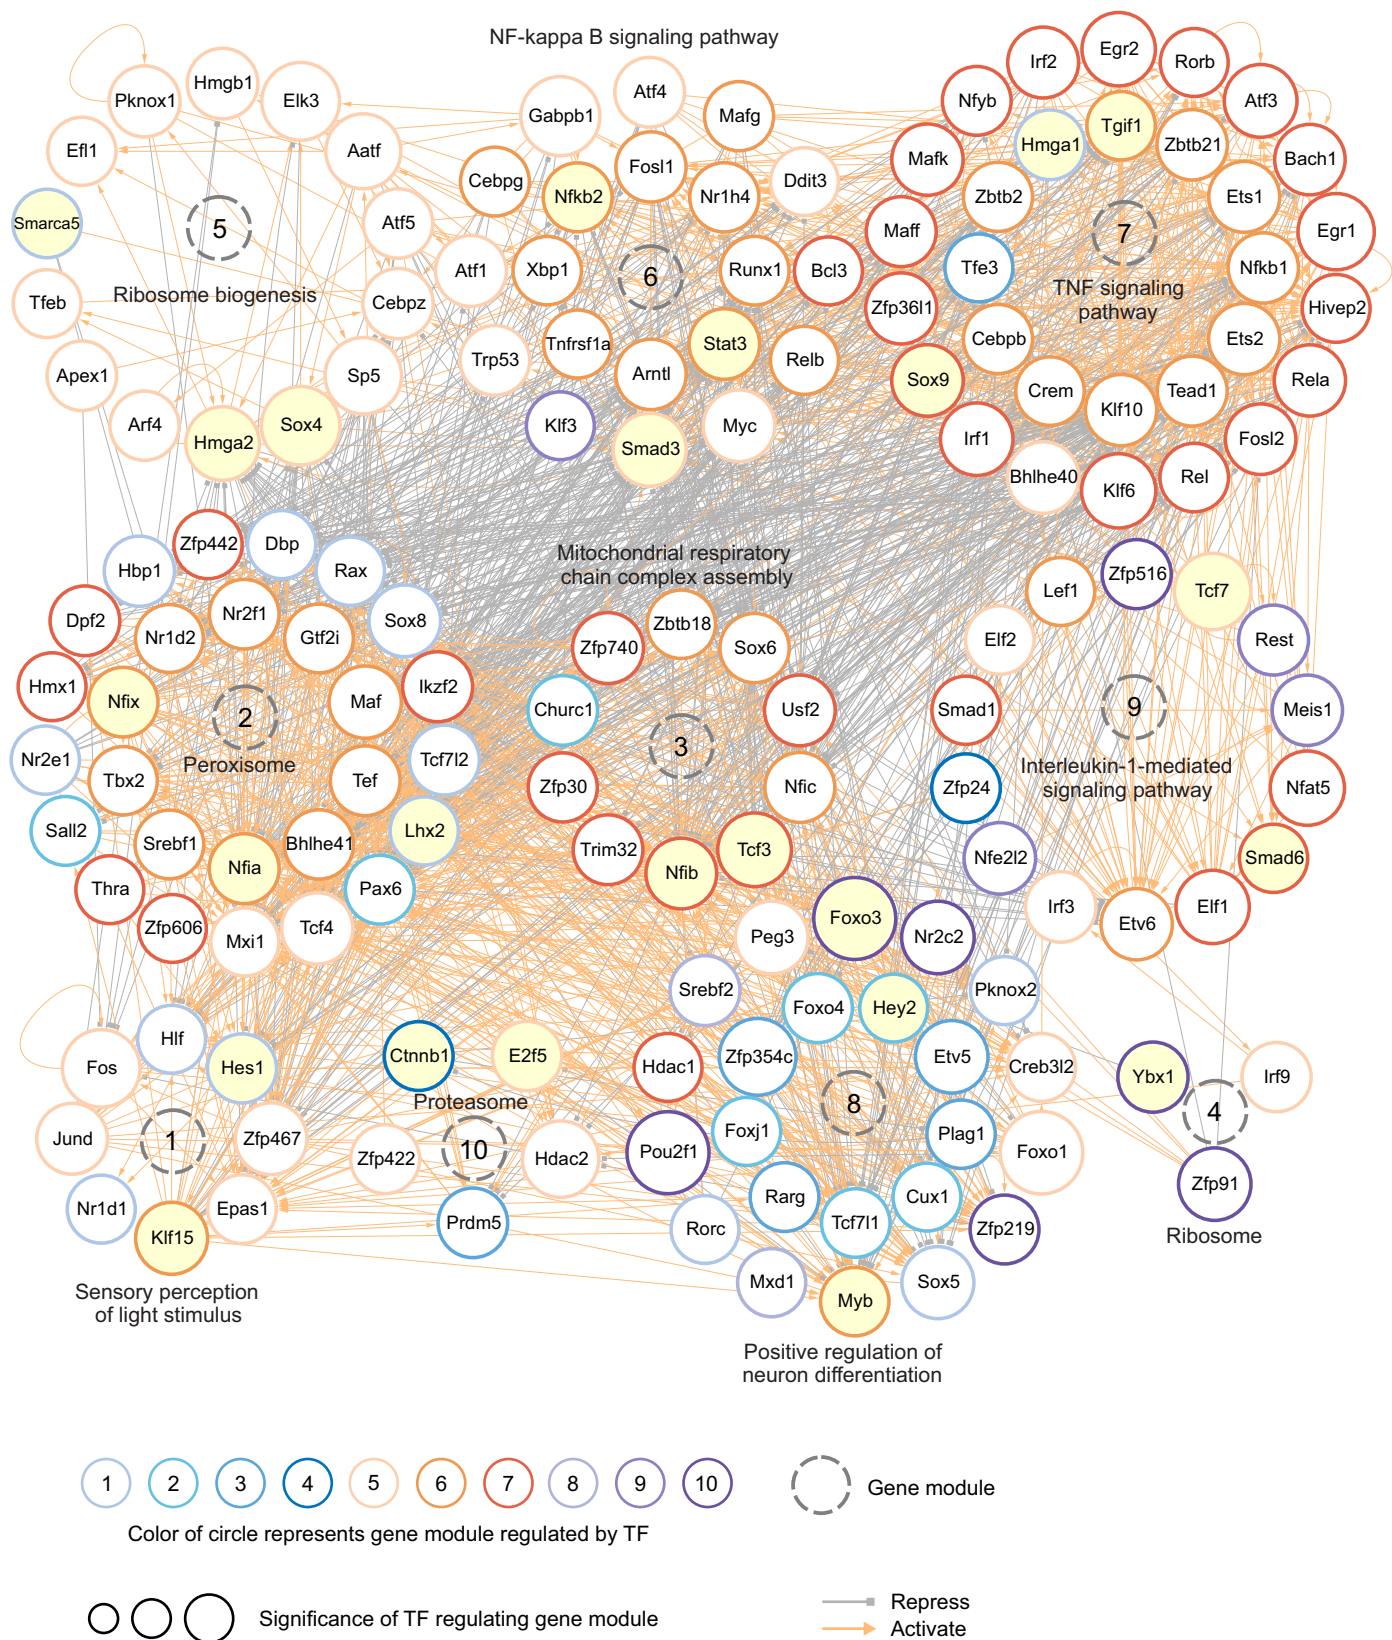 NF-kappa B signaling pathway
Pknox1
Hmgb1
Elk3
Efl1
Aatf
Smarca5
5
Atf5
Tfeb
Ribosome biogenesis
Cebpz
Apex1
Sp5
Arf4
Hmga2
Sox4
Gabpb1
Atf4
Mafg
Cebpg
Nfkb2
Fosl1
Nr1h4
Ddit3
Atf1
Xbp1
6
Runx1
Bcl3
Trp53
Tnfrsf1a
Arntl
Stat3
Relb
Klf3
Smad3
Myc
Irf2
Egr2
Rorb
Nfyb
Atf3
Mafk
Hmga1
Tgif1
Zbtb21
Bach1
Maff
Zbtb2
Ets1
Egr1
Tfe3
7
Nfkb1
Zfp36l1
TNF signaling
pathway
Hivep2
Cebpb
Ets2
Sox9
Crem
Klf10
Tead1
Rela
Irf1
Bhlhe40
Klf6
Rel
Fosl2
Zfp442
Dbp
Hbp1
Rax
Dpf2
Nr1d2
Nr2f1
Gtf2i
Sox8
Hmx1
Nfix
Maf
Ikzf2
2
Nr2e1
Peroxisome
Tcf7l2
Tbx2
Tef
Sall2
Srebf1
Nfia
Bhlhe41
Lhx2
Thra
Pax6
Zfp606
Mxi1
Tcf4
Mitochondrial respiratory
chain complex assembly
Zfp740
Zbtb18
Sox6
Churc1
Usf2
3
Zfp30
Nfic
Trim32
Nfib
Tcf3
Lef1
Zfp516
Tcf7
Elf2
Rest
Smad1
9
Meis1
Zfp24
Interleukin-1-mediated
signaling pathway
Nfat5
Nfe2l2
Smad6
Irf3
Etv6
Elf1
Fos
Hlf
Hes1
Jund
1
Zfp467
Nr1d1
Klf15
Epas1
Sensory perception
of light stimulus
Ctnnb1
E2f5
Proteasome
Zfp422
10
Hdac2
Prdm5
Peg3
Foxo3
Nr2c2
Srebf2
Foxo4
Hey2
Pknox2
Hdac1
Zfp354c
Etv5
Creb3l2
8
Foxj1
Plag1
Pou2f1
Foxo1
Rarg
Tcf7l1
Cux1
Rorc
Zfp219
Mxd1
Myb
Sox5
Positive regulation of
neuron differentiation
Ybx1
Irf9
4
Zfp91
Ribosome
1 2 3 4 5 6 7 8 9 10
Gene module
Color of circle represents gene module regulated by TF
Significance of TF regulating gene module
Repress
Activate